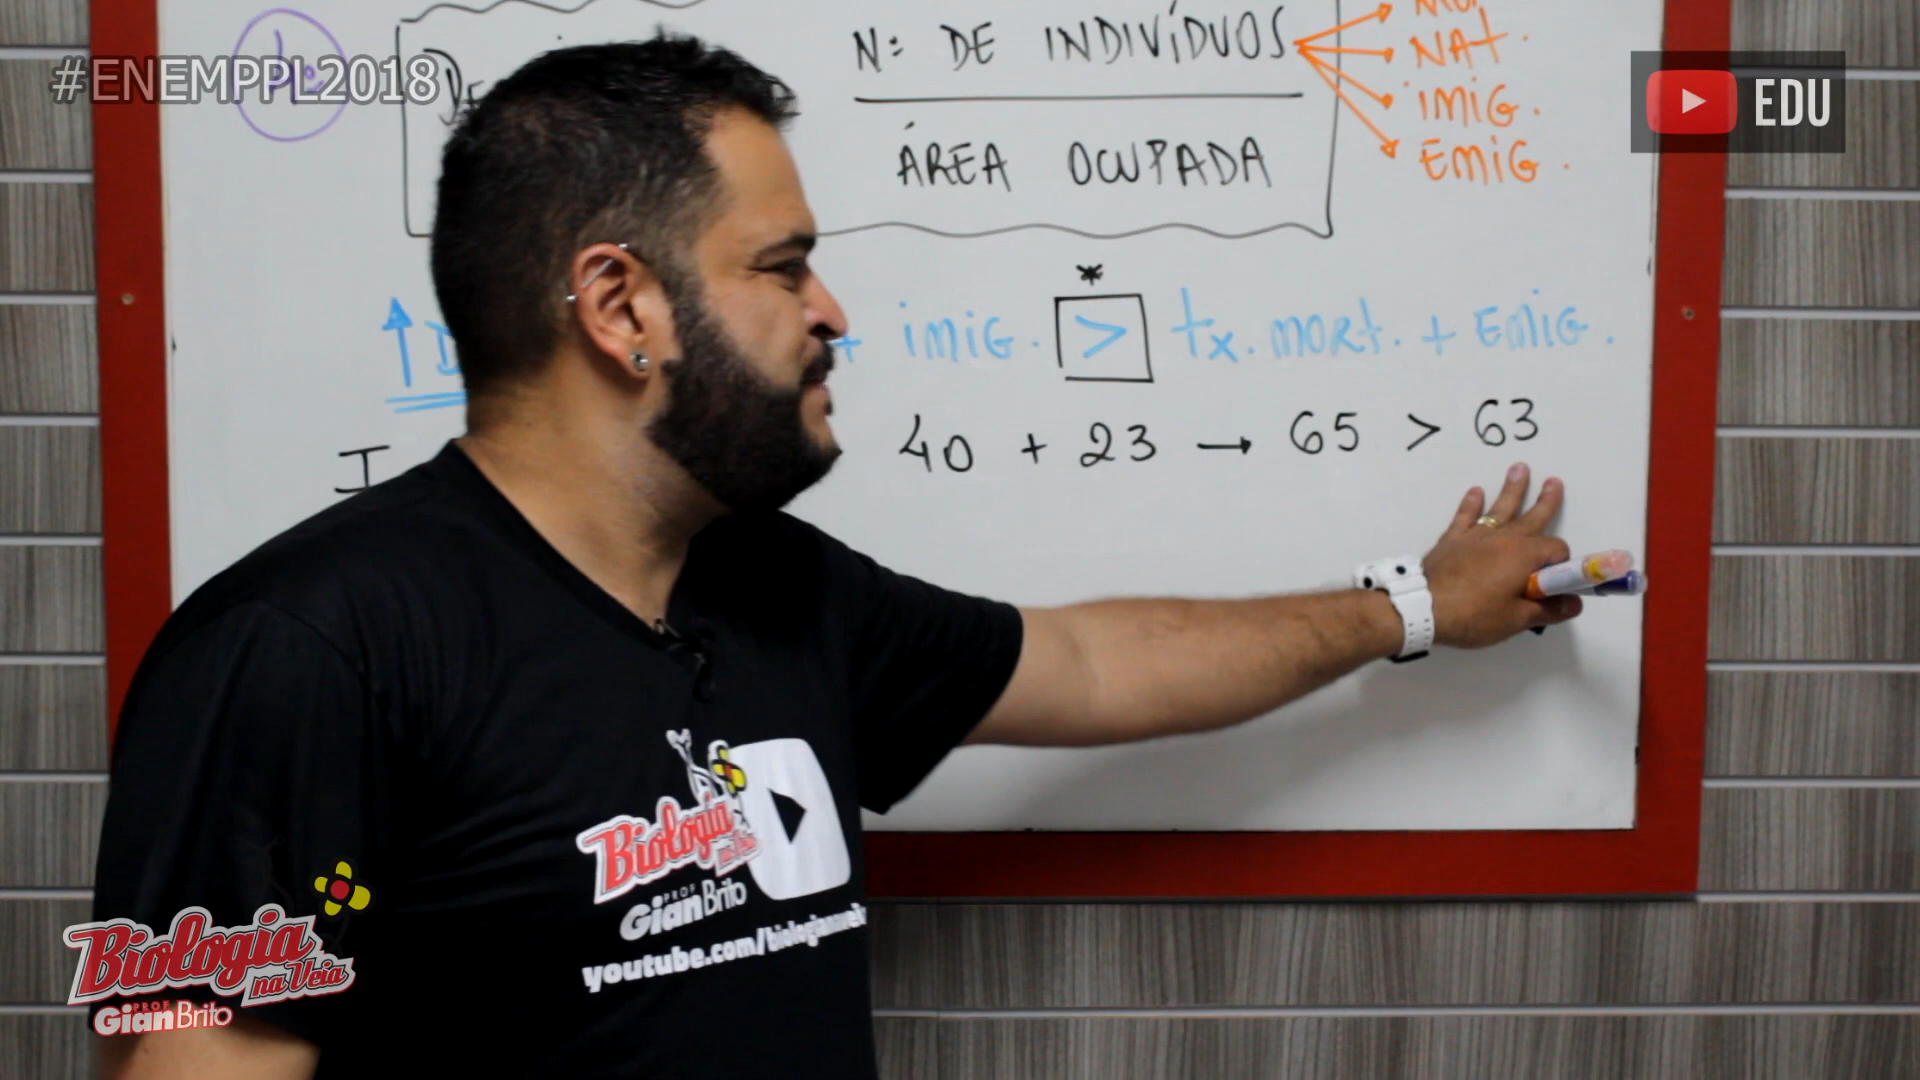 #ENEMPPL2018
Nº DE INDIVÍDUOS
ÁREA OCUPADA
NAT.
IMIG.
EMIG.
EDU
*
+ IMIG. > tx. MORt. + EMIG.
I
40 + 23 → 65 > 63
Biologia
na Veia
PROF
Gian Brito
youtube.com/biologianavei
Biologia
na Veia
PROF
Gian Brito